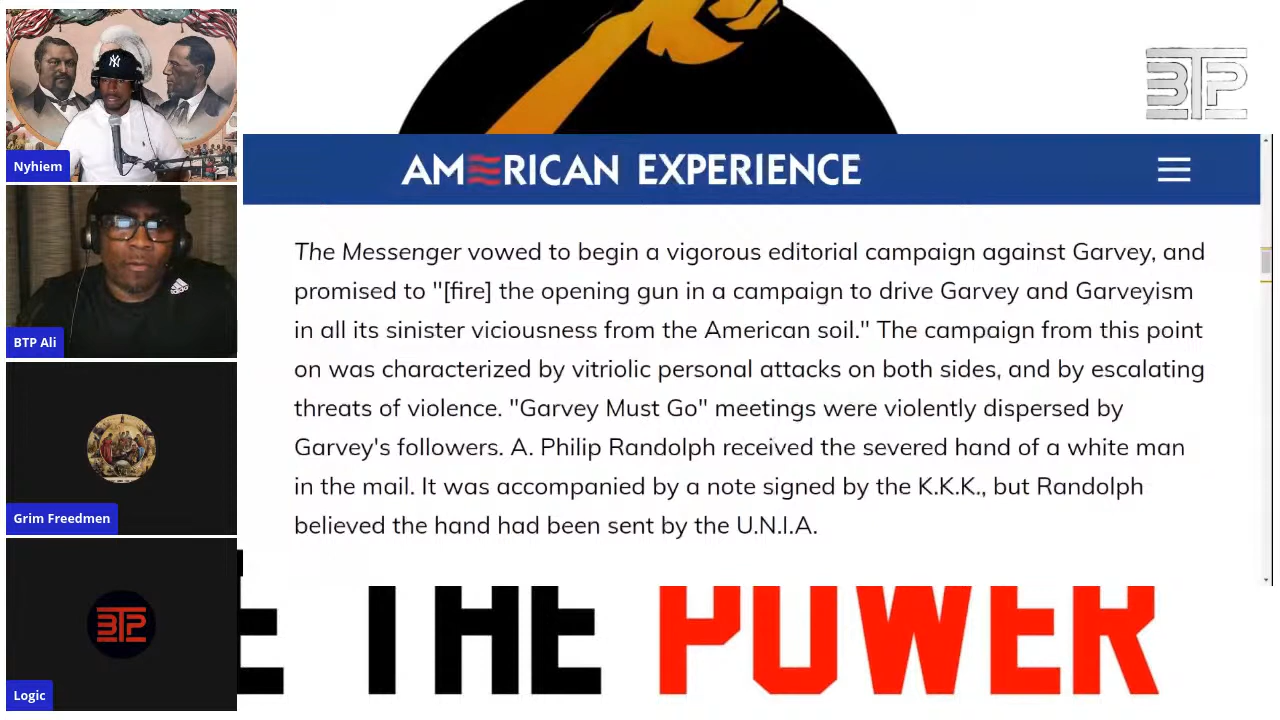 NY
Nyhiem
BTP Ali
Grim Freedmen
BTP
Logic
BTP
AMERICAN EXPERIENCE
The Messenger vowed to begin a vigorous editorial campaign against Garvey, and
promised to "[fire] the opening gun in a campaign to drive Garvey and Garveyism
in all its sinister viciousness from the American soil." The campaign from this point
on was characterized by vitriolic personal attacks on both sides, and by escalating
threats of violence. "Garvey Must Go" meetings were violently dispersed by
Garvey's followers. A. Philip Randolph received the severed hand of a white man
in the mail. It was accompanied by a note signed by the K.K.K., but Randolph
believed the hand had been sent by the U.N.I.A.
E THE POWER